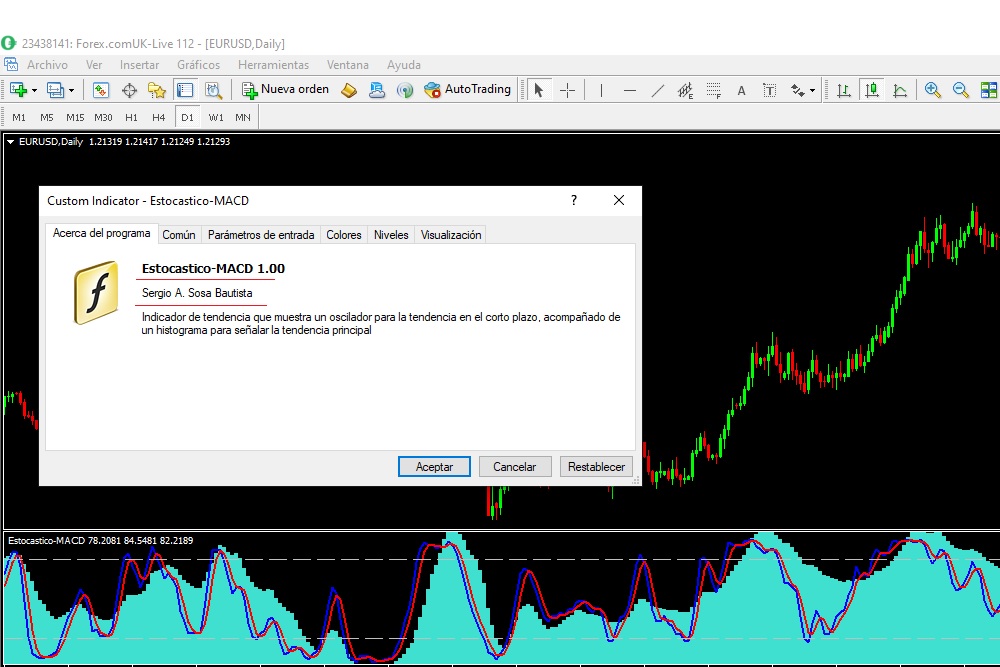 23438141: Forex.comUK-Live 112 - [EURUSD,Daily]
Archivo Ver Insertar Gráficos Herramientas Ventana Ayuda
Nueva orden AutoTrading A T E F
M1 M5 M15 M30 H1 H4 D1 W1 MN
EURUSD,Daily 1.21319 1.21417 1.21249 1.21293
Custom Indicator - Estocastico-MACD ?
Acerca del programa Común Parámetros de entrada Colores Niveles Visualización
Estocastico-MACD 1.00
Sergio A. Sosa Bautista
Indicador de tendencia que muestra un oscilador para la tendencia en el corto plazo, acompañado de
un histograma para señalar la tendencia principal
Aceptar Cancelar Restablecer
Estocastico-MACD 78.2081 84.5481 82.2189